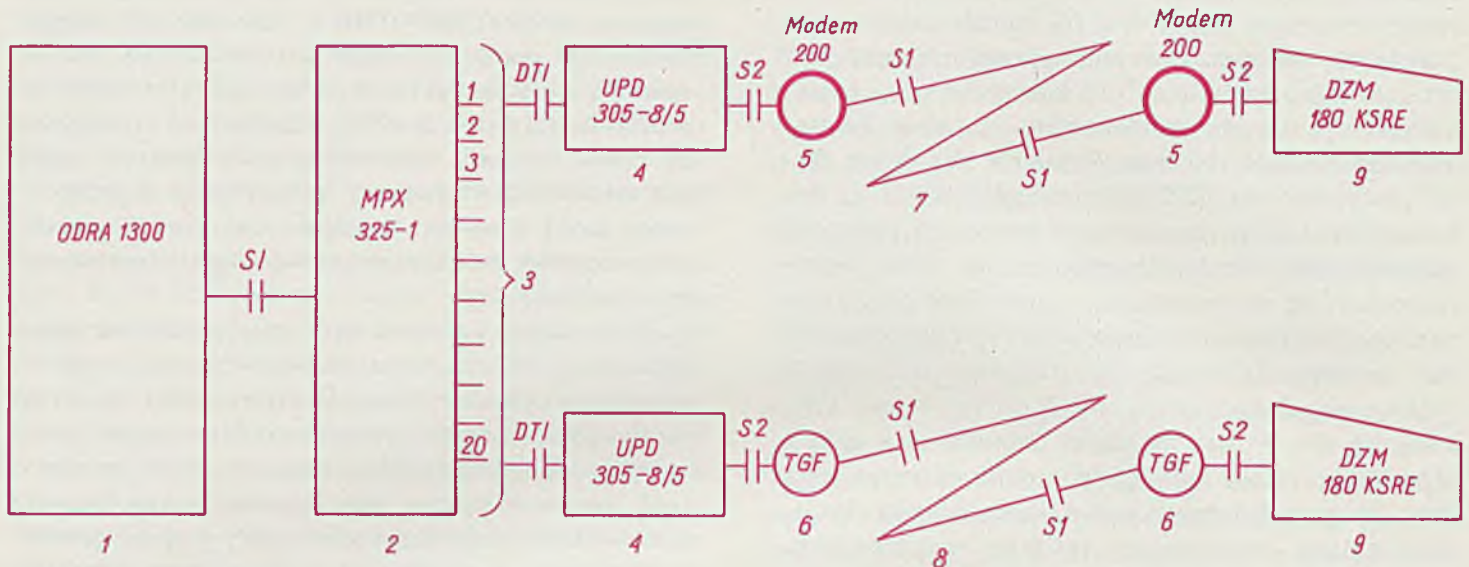 ODRA 1300
1
SI
MPX
325-1
2
1
2
3
20
3
DTI
UPD
305-8/5
4
S2
Modem
200
5
S1
S1
7
Modem
200
5
S2
DZM
180 KSRE
9
DTI
UPD
305-8/5
4
S2
TGF
6
S1
S1
8
TGF
6
S2
DZM
180 KSRE
9